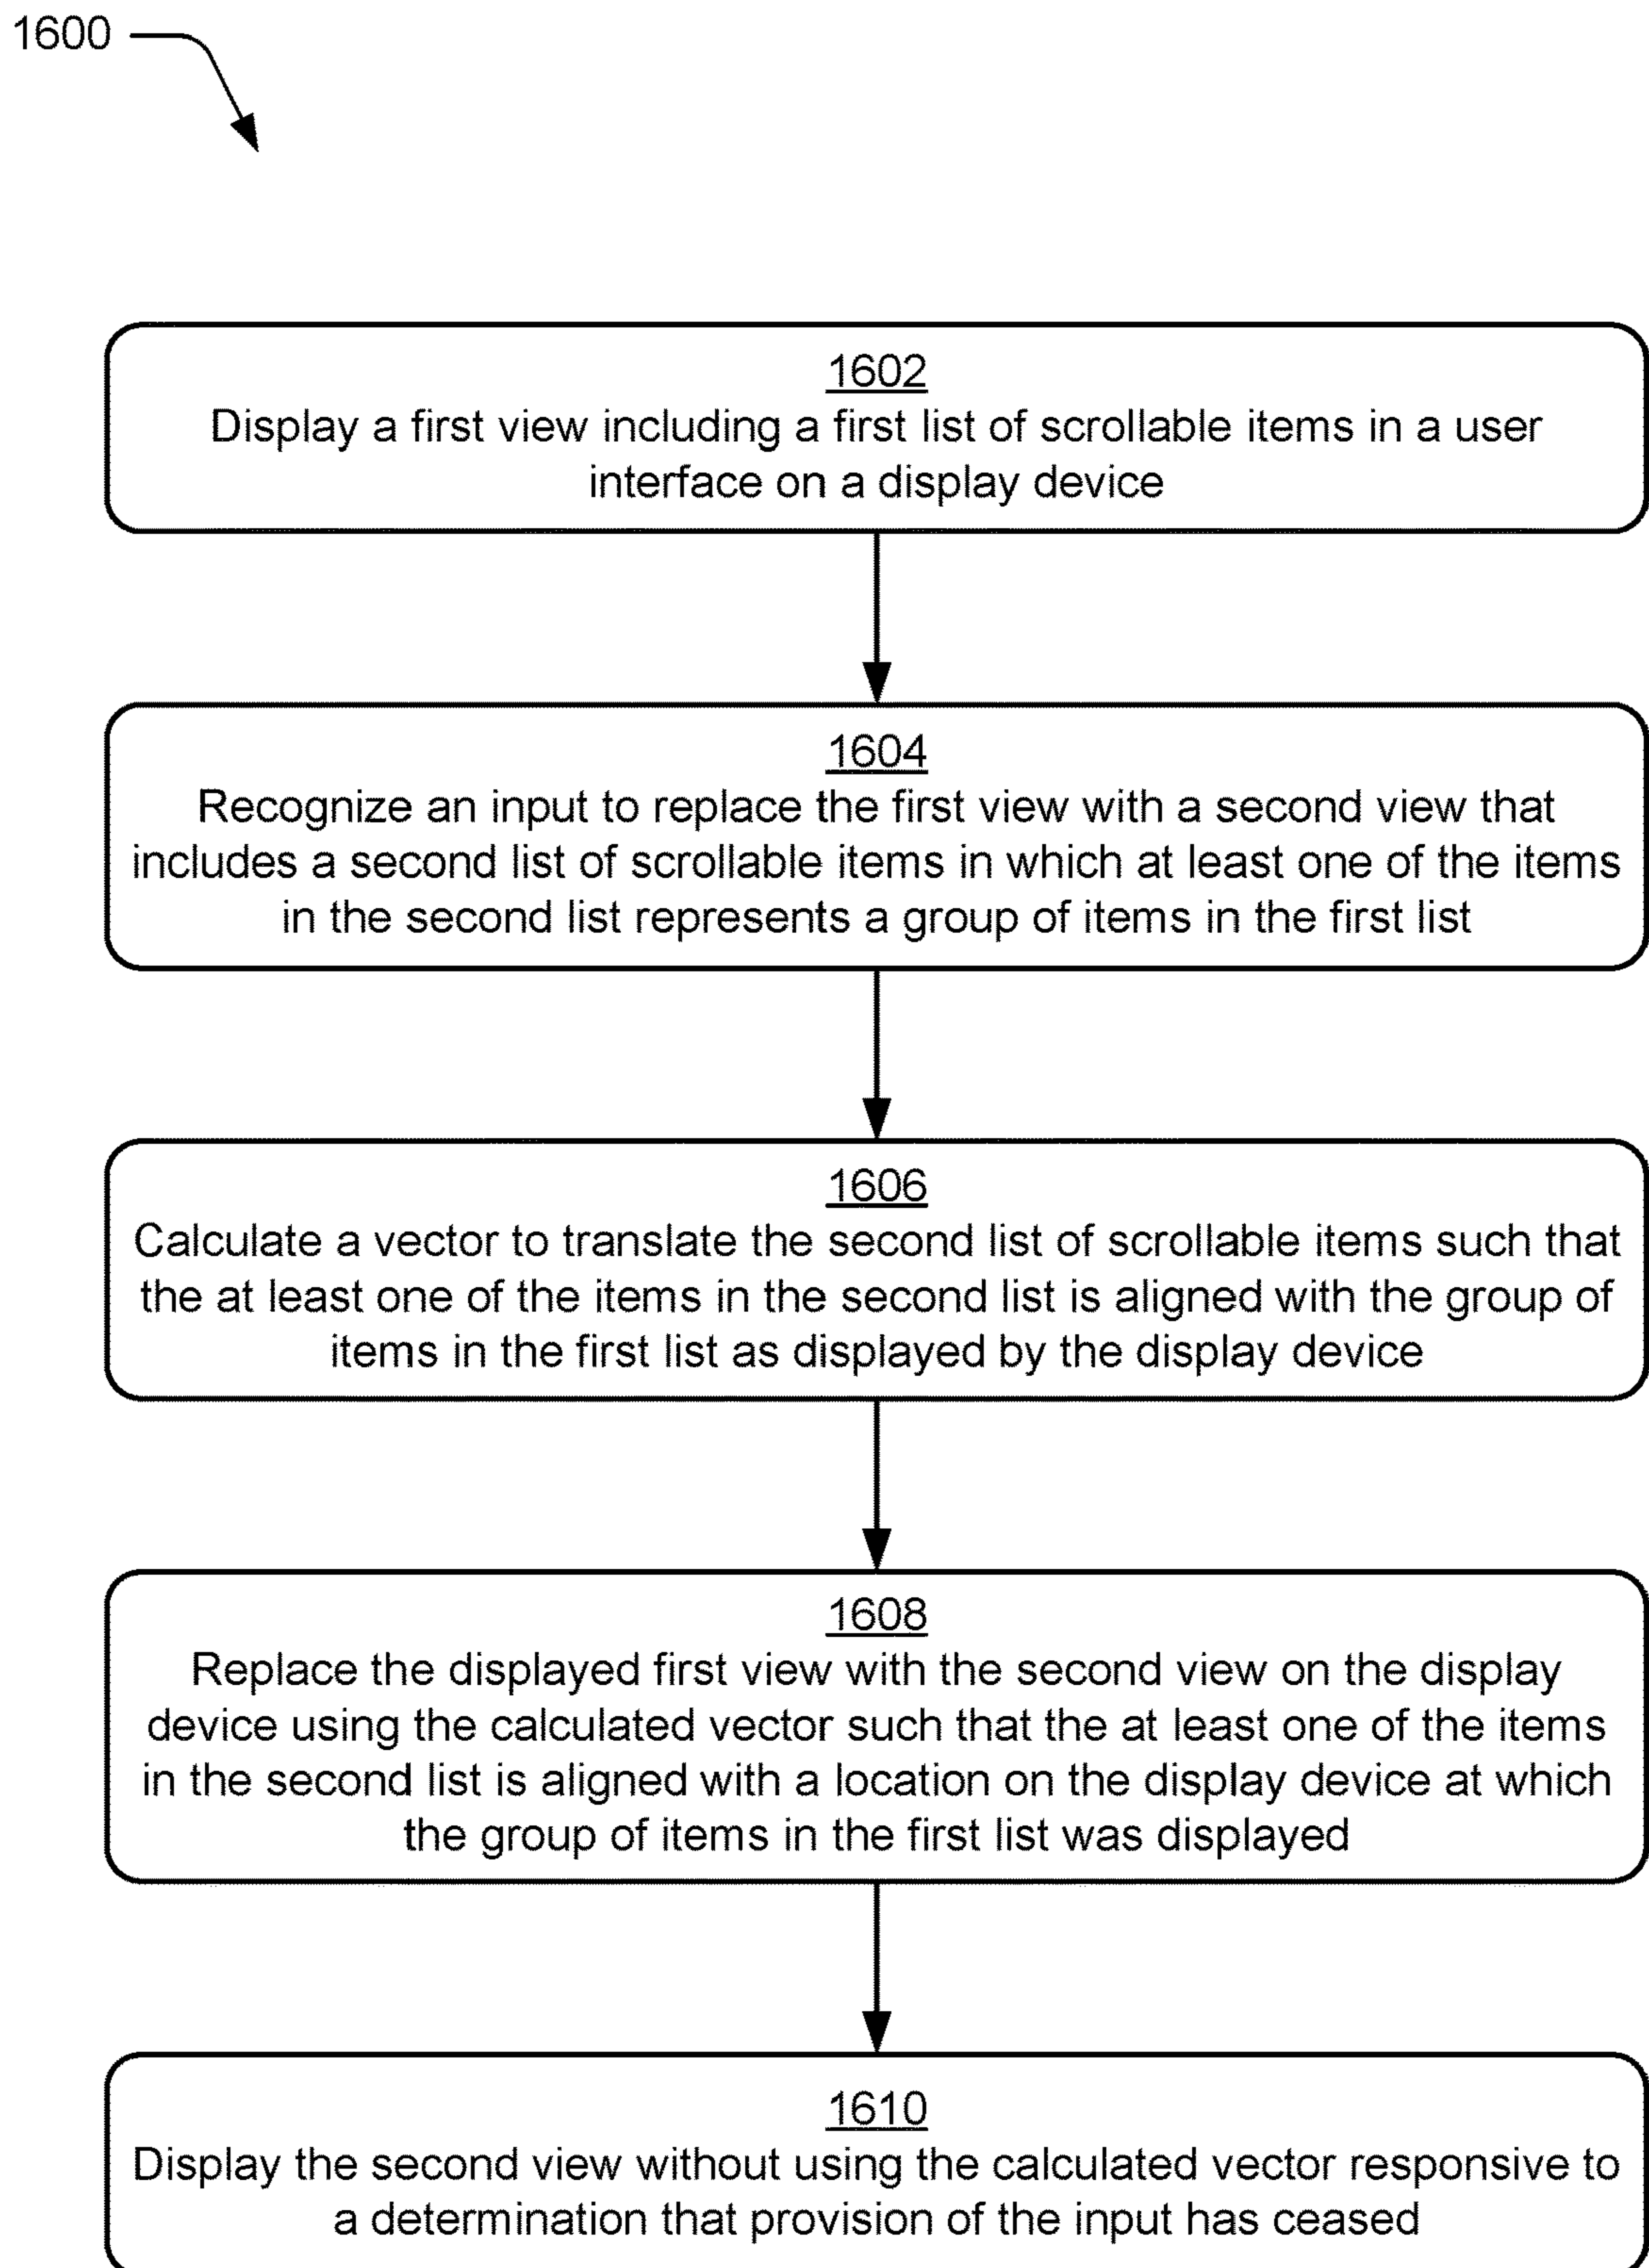 1600
1602
Display a first view including a first list of scrollable items in a user
interface on a display device
1604
Recognize an input to replace the first view with a second view that
includes a second list of scrollable items in which at least one of the items
in the second list represents a group of items in the first list
1606
Calculate a vector to translate the second list of scrollable items such that
the at least one of the items in the second list is aligned with the group of
items in the first list as displayed by the display device
1608
Replace the displayed first view with the second view on the display
device using the calculated vector such that the at least one of the items
in the second list is aligned with a location on the display device at which
the group of items in the first list was displayed
1610
Display the second view without using the calculated vector responsive to
a determination that provision of the input has ceased